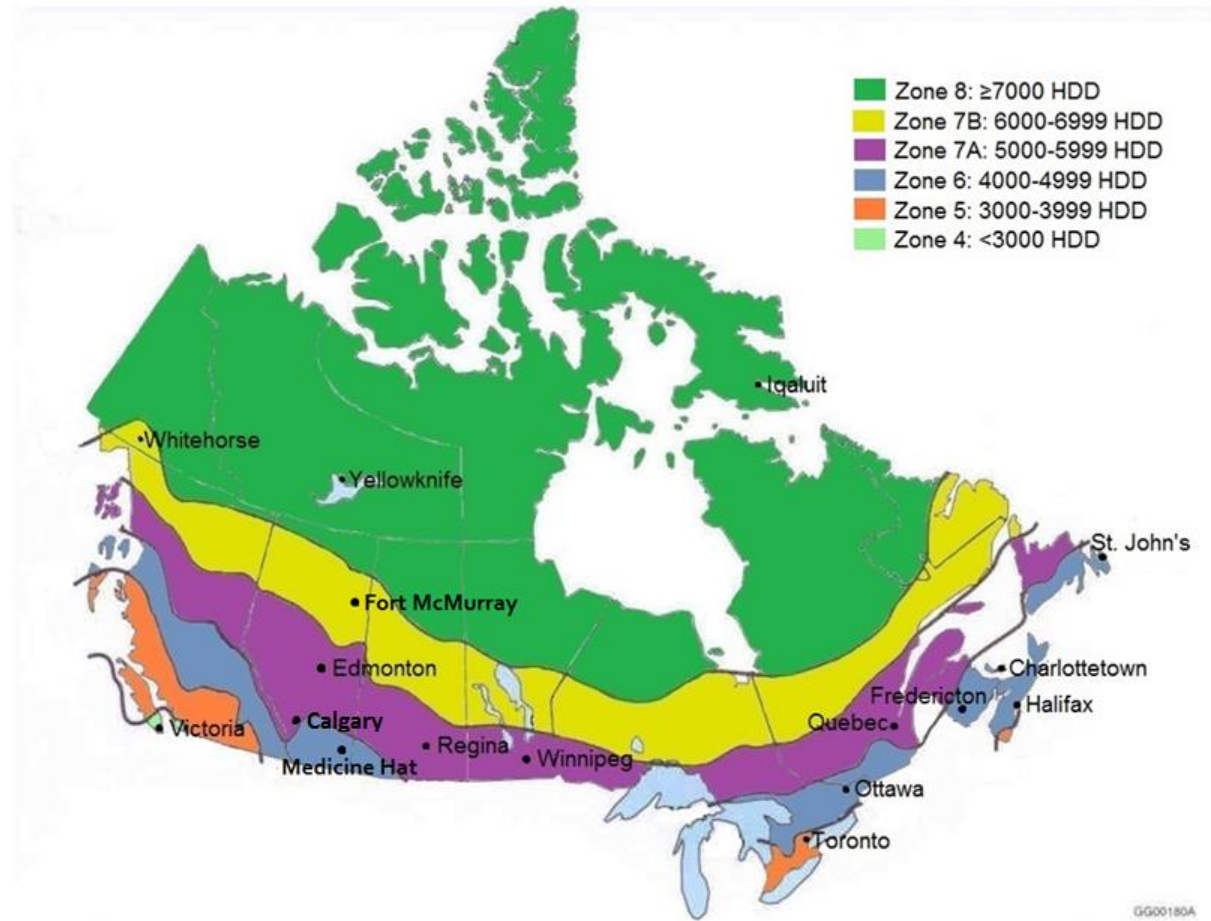 Zone 8: ≥7000 HDD
Zone 7B: 6000-6999 HDD
Zone 7A: 5000-5999 HDD
Zone 6: 4000-4999 HDD
Zone 5: 3000-3999 HDD
Zone 4: <3000 HDD
Iqaluit
Whitehorse
Yellowknife
St. John's
Fort McMurray
Edmonton
Charlottetown
Fredericton
Halifax
Calgary
Quebec
Victoria
Regina
Winnipeg
Medicine Hat
Ottawa
Toronto
GG00180A